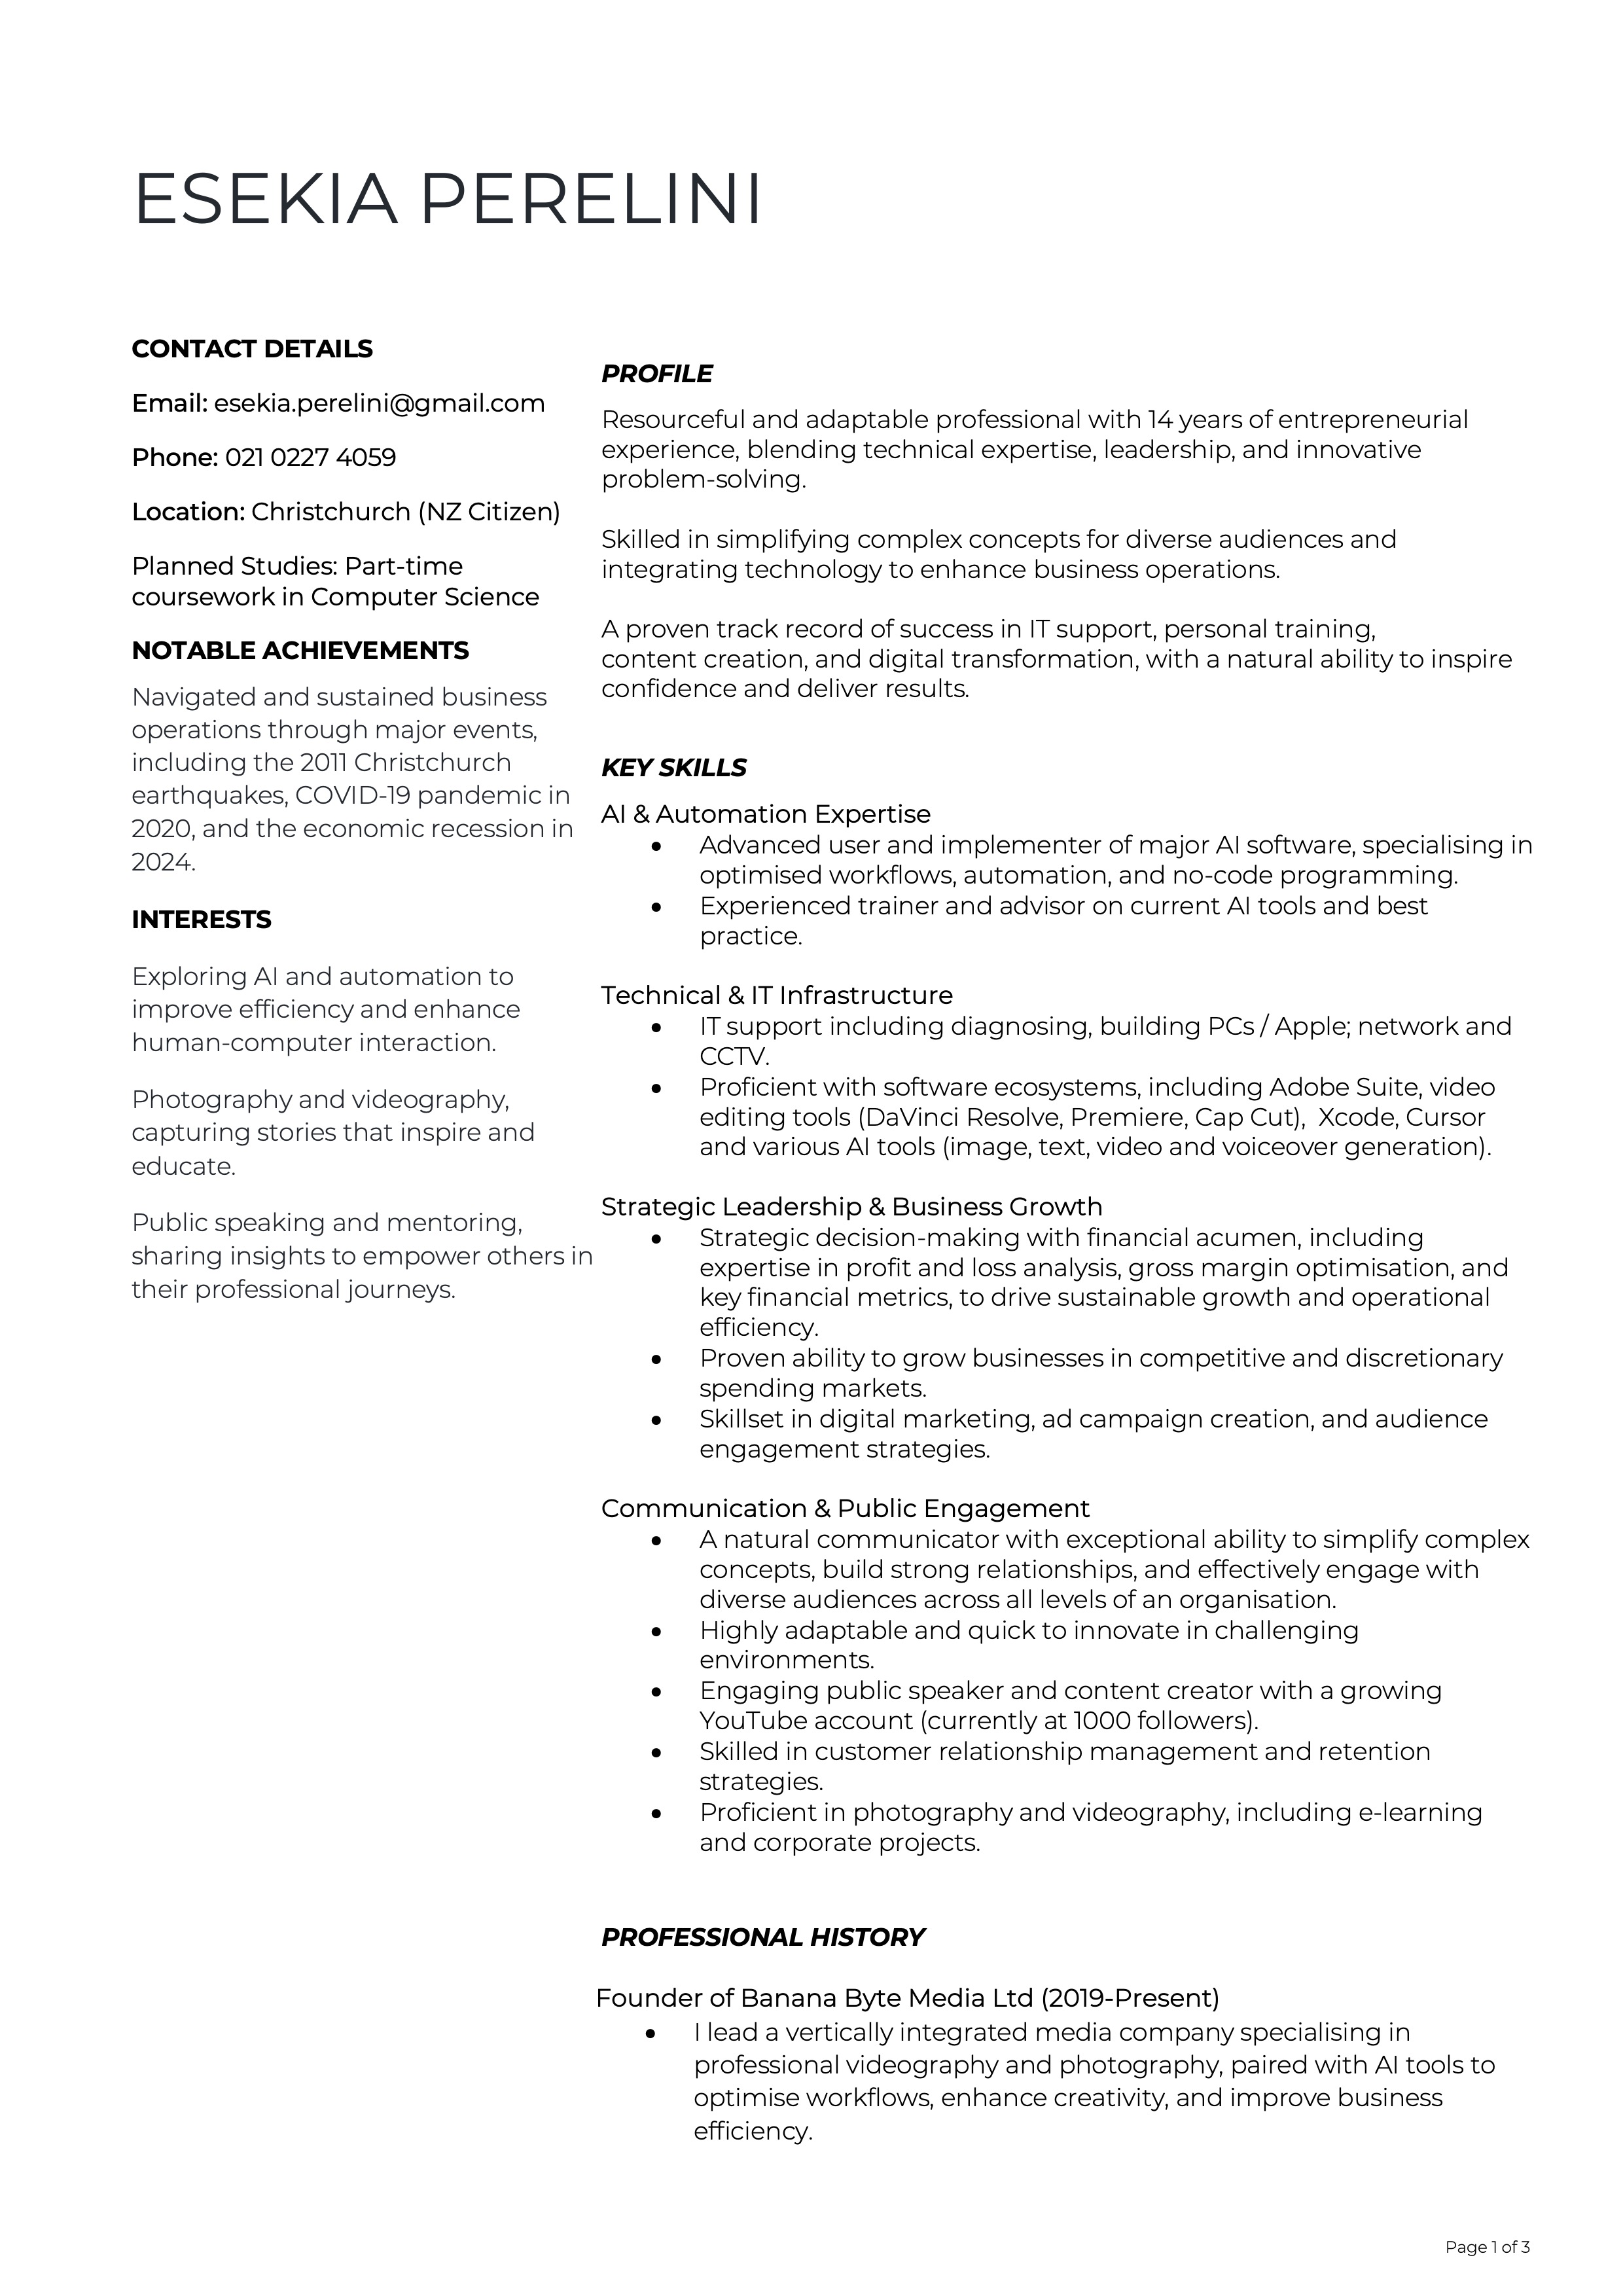 ESEKIA PERELINI
CONTACT DETAILS
Email: esekia.perelini@gmail.com
Phone: 021 0227 4059
Location: Christchurch (NZ Citizen)
Planned Studies: Part-time
coursework in Computer Science
NOTABLE ACHIEVEMENTS
Navigated and sustained business
operations through major events,
including the 2011 Christchurch
earthquakes, COVID-19 pandemic in
2020, and the economic recession in
2024.
INTERESTS
Exploring AI and automation to
improve efficiency and enhance
human-computer interaction.
Photography and videography,
capturing stories that inspire and
educate.
Public speaking and mentoring,
sharing insights to empower others in
their professional journeys.
PROFILE
Resourceful and adaptable professional with 14 years of entrepreneurial
experience, blending technical expertise, leadership, and innovative
problem-solving.
Skilled in simplifying complex concepts for diverse audiences and
integrating technology to enhance business operations.
A proven track record of success in IT support, personal training,
content creation, and digital transformation, with a natural ability to inspire
confidence and deliver results.
KEY SKILLS
AI & Automation Expertise
• Advanced user and implementer of major AI software, specialising in
optimised workflows, automation, and no-code programming.
• Experienced trainer and advisor on current AI tools and best
practice.
Technical & IT Infrastructure
• IT support including diagnosing, building PCs / Apple; network and
CCTV.
• Proficient with software ecosystems, including Adobe Suite, video
editing tools (DaVinci Resolve, Premiere, Cap Cut),  Xcode, Cursor
and various AI tools (image, text, video and voiceover generation).
Strategic Leadership & Business Growth
• Strategic decision-making with financial acumen, including
expertise in profit and loss analysis, gross margin optimisation, and
key financial metrics, to drive sustainable growth and operational
efficiency.
• Proven ability to grow businesses in competitive and discretionary
spending markets.
• Skillset in digital marketing, ad campaign creation, and audience
engagement strategies.
Communication & Public Engagement
• A natural communicator with exceptional ability to simplify complex
concepts, build strong relationships, and effectively engage with
diverse audiences across all levels of an organisation.
• Highly adaptable and quick to innovate in challenging
environments.
• Engaging public speaker and content creator with a growing
YouTube account (currently at 1000 followers).
• Skilled in customer relationship management and retention
strategies.
• Proficient in photography and videography, including e-learning
and corporate projects.
PROFESSIONAL HISTORY
Founder of Banana Byte Media Ltd (2019-Present)
• I lead a vertically integrated media company specialising in
professional videography and photography, paired with AI tools to
optimise workflows, enhance creativity, and improve business
efficiency.
Page 1 of 3